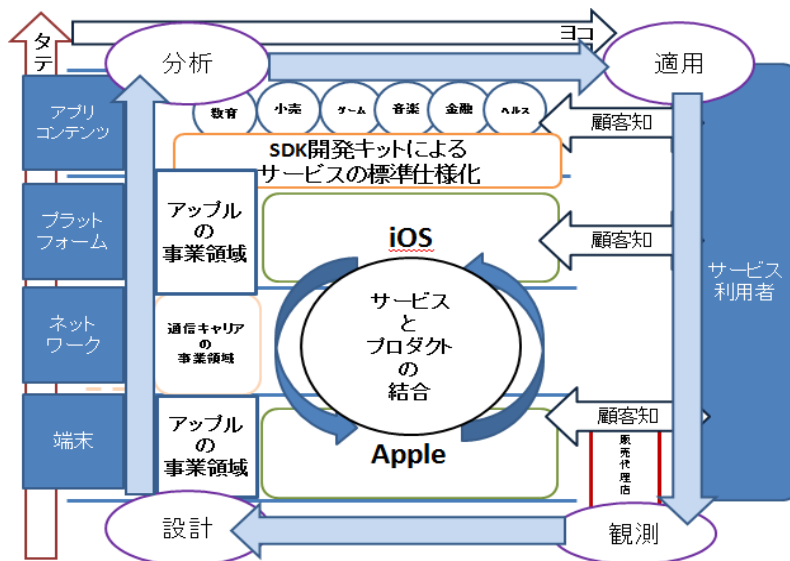 タテ
ヨコ
分析
適用
アプリ
コンテンツ
教育
小売
ゲーム
音楽
金融
ヘルス
顧客知
SDK開発キットによる
サービスの標準仕様化
プラット
フォーム
アップル
の
事業領域
iOS
顧客知
サービス
利用者
ネット
ワーク
通信キャリア
の
事業領域
サービス
と
プロダクト
の
結合
端末
アップル
の
事業領域
Apple
顧客知
販売代理店
設計
観測